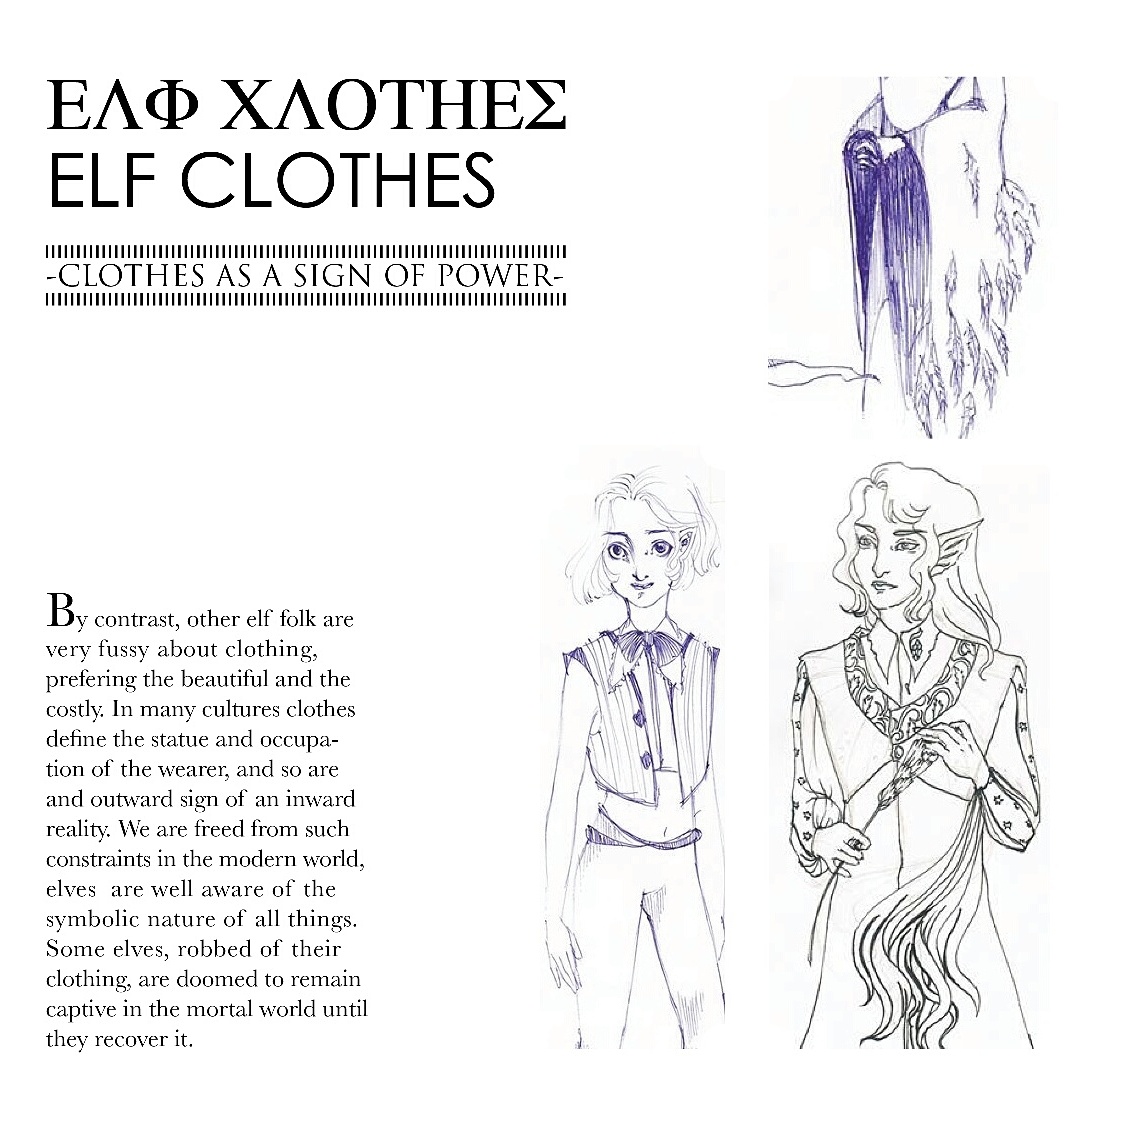 ΕΛΦ ΧΛΟΤΗΕΣ
ELF CLOTHES
-CLOTHES AS A SIGN OF POWER-
By contrast, other elf folk are
very fussy about clothing,
prefering the beautiful and the
costly. In many cultures clothes
define the statue and occupa-
tion of the wearer, and so are
and outward sign of an inward
reality. We are freed from such
constraints in the modern world,
elves are well aware of the
symbolic nature of all things.
Some elves, robbed of their
clothing, are doomed to remain
captive in the mortal world until
they recover it.